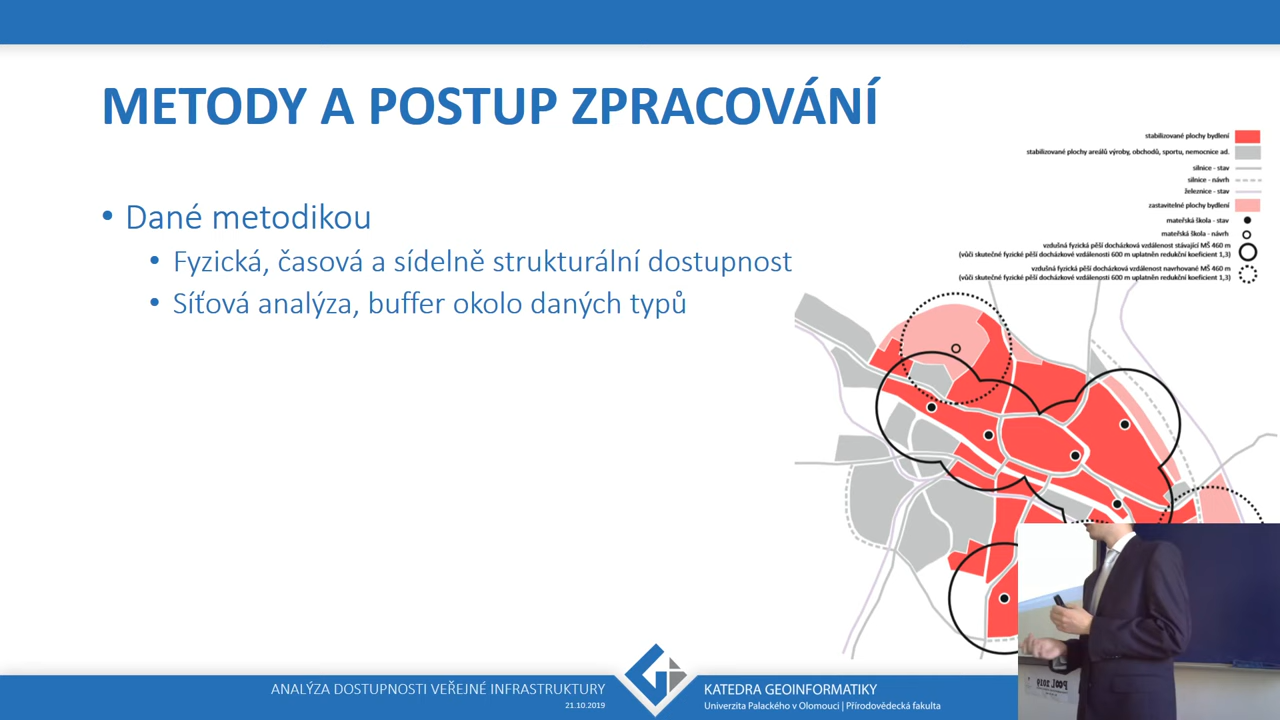 METODY A POSTUP ZPRACOVÁNÍ
• Dané metodikou
• Fyzická, časová a sídelně strukturální dostupnost
• Síťová analýza, buffer okolo daných typů
stabilizované plochy bydlení
stabilizované plochy areálů výroby, obchodů, sportu, nemocnice ad.
silnice - stav
silnice - návrh
železnice - stav
zastavitelné plochy bydlení
mateřská škola - stav
mateřská škola - návrh
vzdušná fyzická pěší docházková vzdálenost stávající MŠ 460 m
(vůči skutečné fyzické pěší docházkové vzdálenosti 600 m uplatněn redukční koeficient 1,3)
vzdušná fyzická pěší docházková vzdálenost navrhované MŠ 460 m
(vůči skutečné fyzické pěší docházkové vzdálenosti 600 m uplatněn redukční koeficient 1,3)
ANALÝZA DOSTUPNOSTI VEŘEJNÉ INFRASTRUKTURY
21.10.2019
KATEDRA GEOINFORMATIKY
Univerzita Palackého v Olomouci | Přírodovědecká fakulta